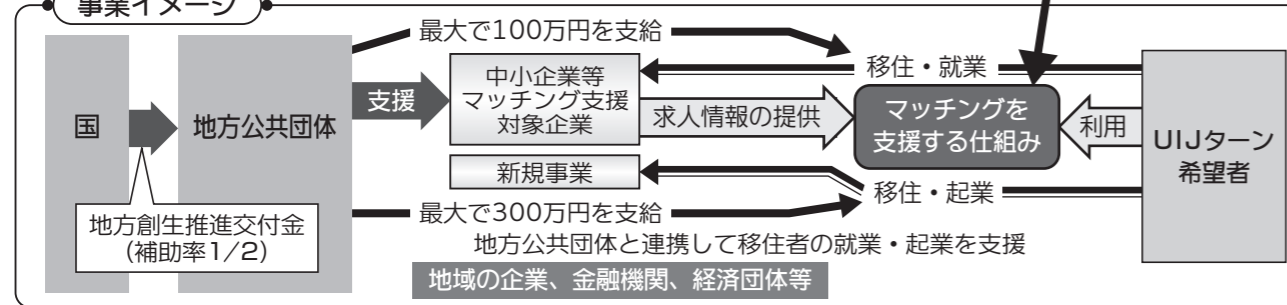 事業イメージ
国
地方創生推進交付金
(補助率1/2)
地方公共団体
最大で100万円を支給
支援
中小企業等
マッチング支援
対象企業
求人情報の提供
移住・就業
マッチングを
支援する仕組み
利用
UIJターン
希望者
新規事業
移住・起業
最大で300万円を支給
地方公共団体と連携して移住者の就業・起業を支援
地域の企業、金融機関、経済団体等